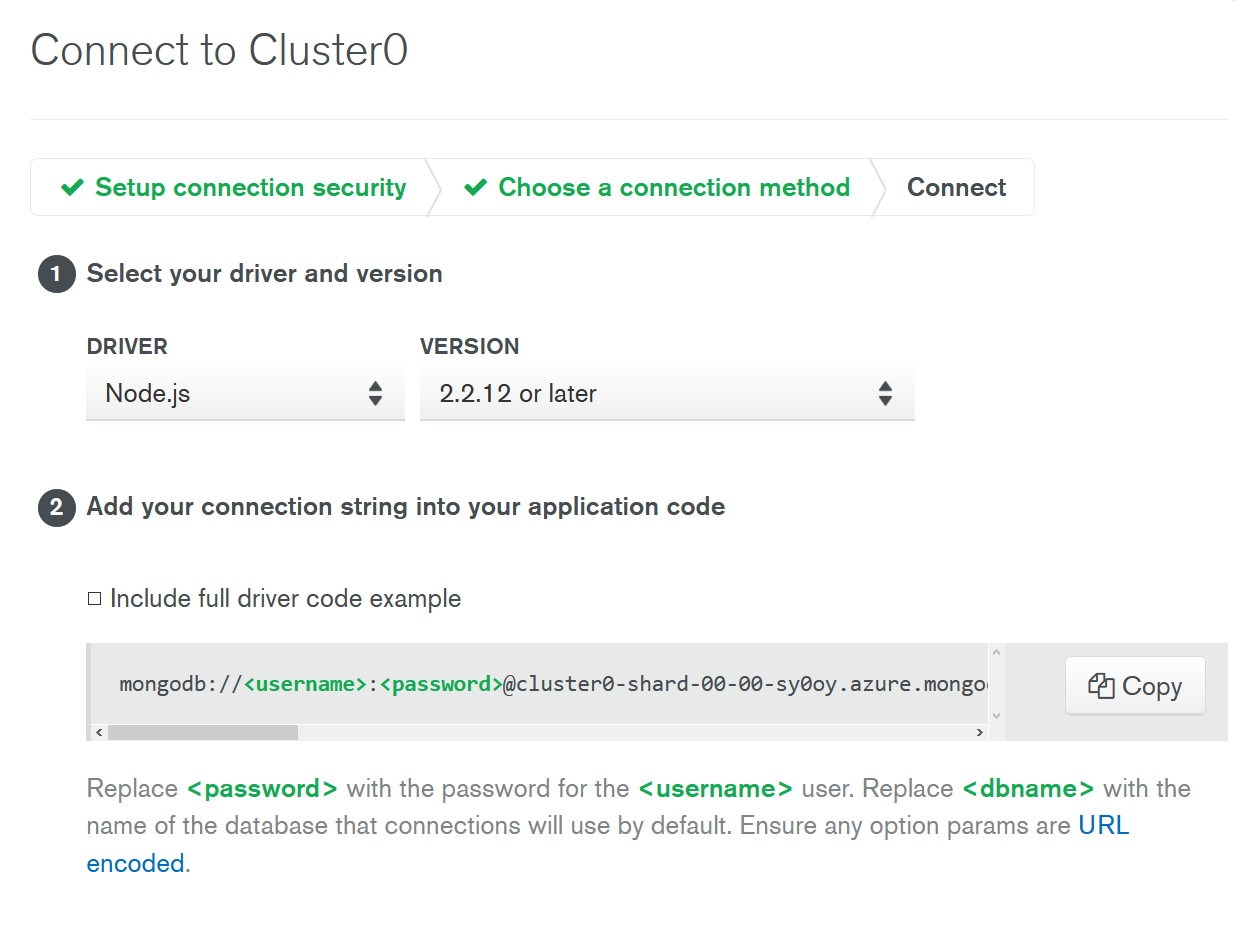 Connect to Cluster0
Setup connection security
Choose a connection method
Connect
1 Select your driver and version
DRIVER
VERSION
Node.js
2.2.12 or later
2 Add your connection string into your application code
Include full driver code example
mongodb://<username>:<password>@cluster0-shard-00-00-sy0oy.azure.mongo
Copy
Replace <password> with the password for the <username> user. Replace <dbname> with the
name of the database that connections will use by default. Ensure any option params are URL
encoded.